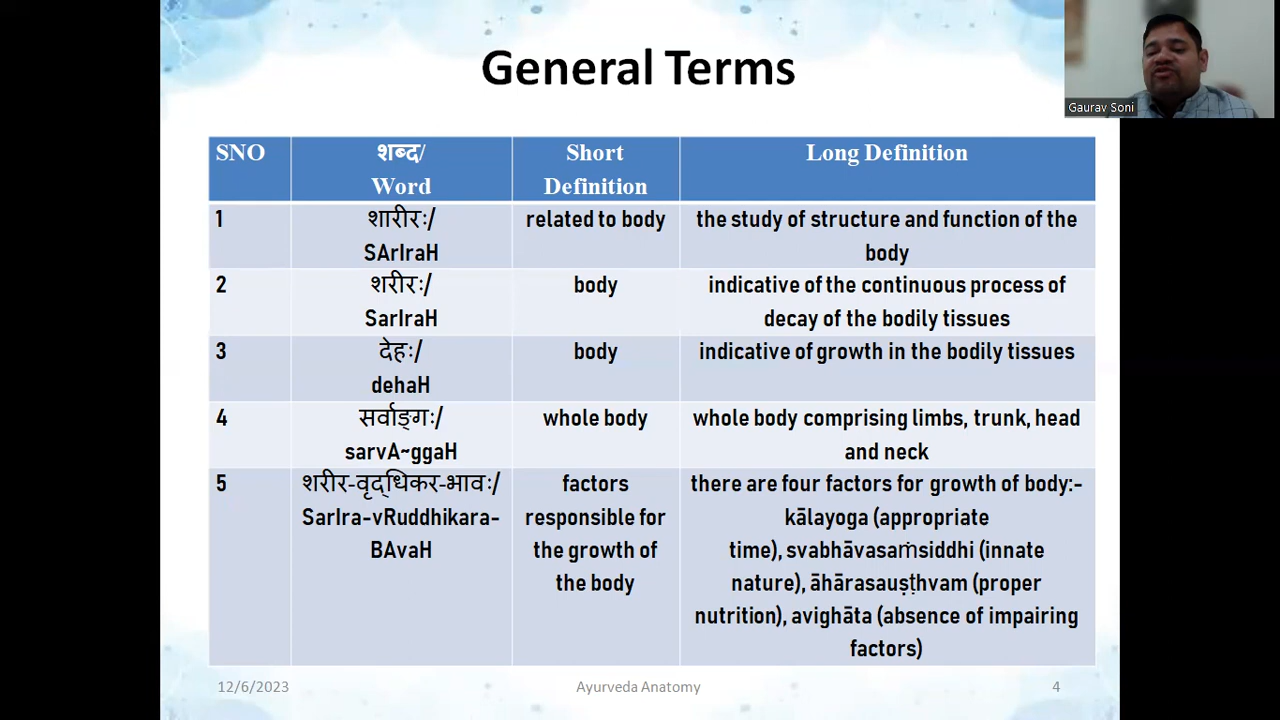 General Terms
Gaurav Soni
SNO
शब्द/
Word
Short
Definition
Long Definition
1
शारीरः/
SArIraH
related to body
the study of structure and function of the
body
2
शरीरः/
SarIraH
body
indicative of the continuous process of
decay of the bodily tissues
3
देहः/
dehaH
body
indicative of growth in the bodily tissues
4
सर्वाङ्गः/
sarvA~ggaH
whole body
whole body comprising limbs, trunk, head
and neck
5
शरीर-वृद्धिकर-भावः/
SarIra-vRuddhikara-
BAvaH
factors
responsible for
the growth of
the body
there are four factors for growth of body:-
kālayoga (appropriate
time), svabhāvasaṁsiddhi (innate
nature), āhārasauṣṭhvam (proper
nutrition), avighāta (absence of impairing
factors)
12/6/2023
Ayurveda Anatomy
4